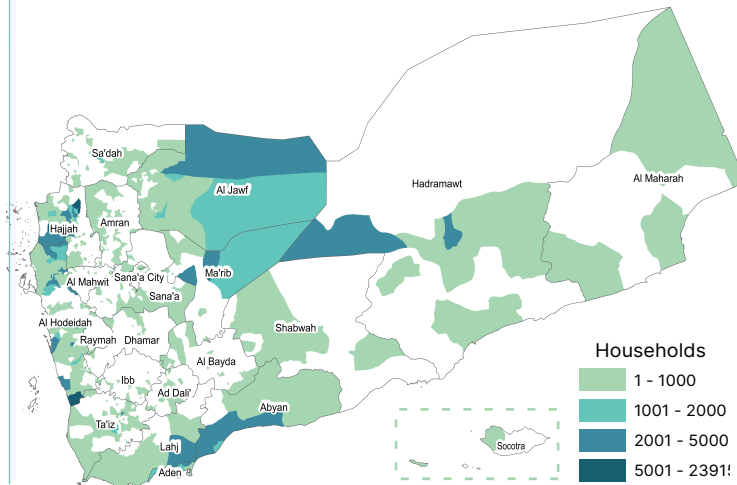 Sa'dah
Al Jawf
Hadramawt
Al Maharah
Hajjah
Amran
Ma'rib
Al Mahwit
Sana'a City
Sana'a
Al Hodeidah
Raymah
Dhamar
Shabwah
Al Bayda
Ibb
Ad Dali'
Abyan
Ta'iz
Lahj
Aden
Socotra
Households
1 - 1000
1001 - 2000
2001 - 5000
5001 - 23915